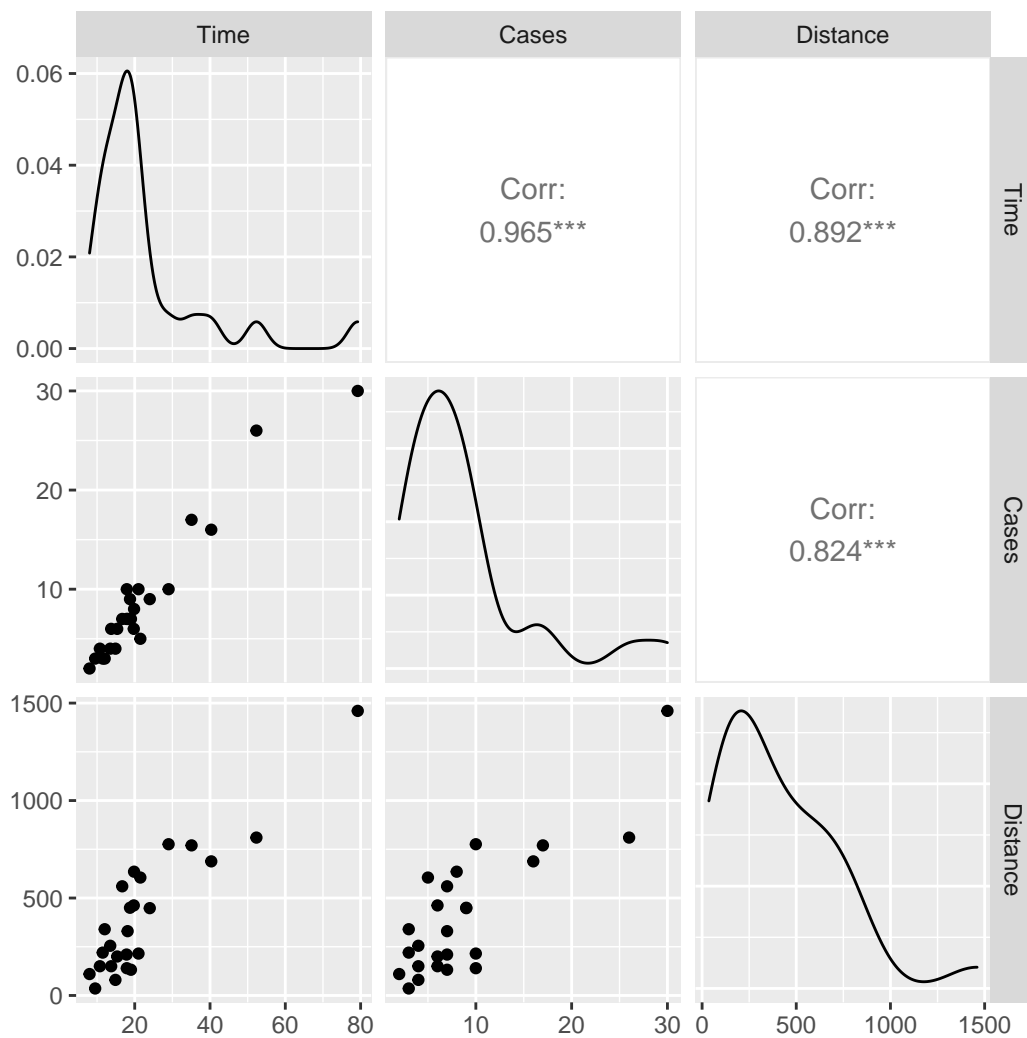 Time Cases Distance
0.06
0.04
0.02
0.00
Corr:
0.965***
Corr:
0.892***
Time
30
20
10
Corr:
0.824***
Cases
1500
1000
500
0
Distance
20 40 60 80 10 20 30 0 500 1000 1500